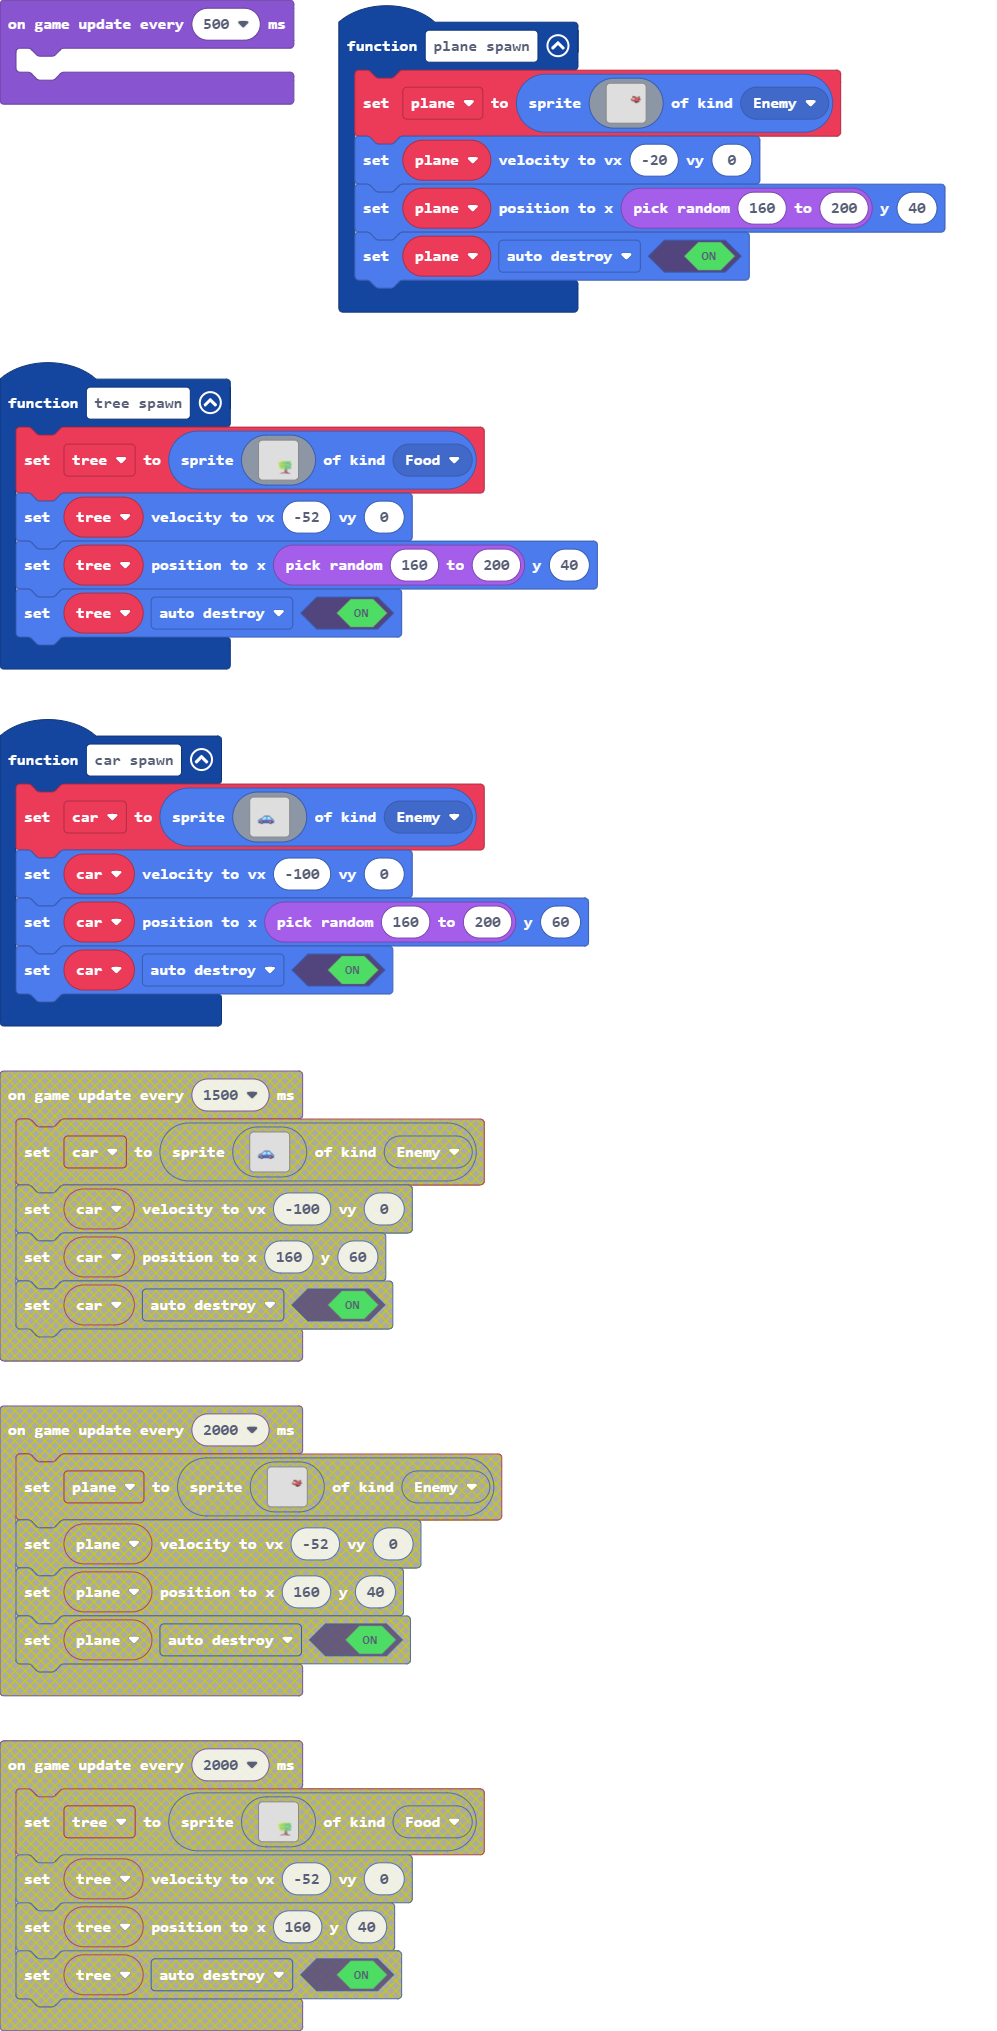 on game update every 500 ms
function plane spawn
set plane to sprite of kind Enemy
set plane velocity to vx -20 vy 0
set plane position to x pick random 160 to 200 y 40
set plane auto destroy ON
function tree spawn
set tree to sprite of kind Food
set tree velocity to vx -52 vy 0
set tree position to x pick random 160 to 200 y 40
set tree auto destroy ON
function car spawn
set car to sprite of kind Enemy
set car velocity to vx -100 vy 0
set car position to x pick random 160 to 200 y 60
set car auto destroy ON
on game update every 1500 ms
set car to sprite of kind Enemy
set car velocity to vx -100 vy 0
set car position to x 160 y 60
set car auto destroy ON
on game update every 2000 ms
set plane to sprite of kind Enemy
set plane velocity to vx -52 vy 0
set plane position to x 160 y 40
set plane auto destroy ON
on game update every 2000 ms
set tree to sprite of kind Food
set tree velocity to vx -52 vy 0
set tree position to x 160 y 40
set tree auto destroy ON